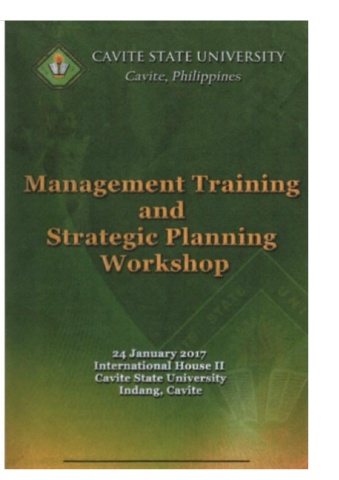 CAVITE STATE UNIVERSITY
Cavite, Philippines
Management Training
and
Strategic Planning
Workshop
24 January 2017
International House II
Cavite State University
Indang, Cavite